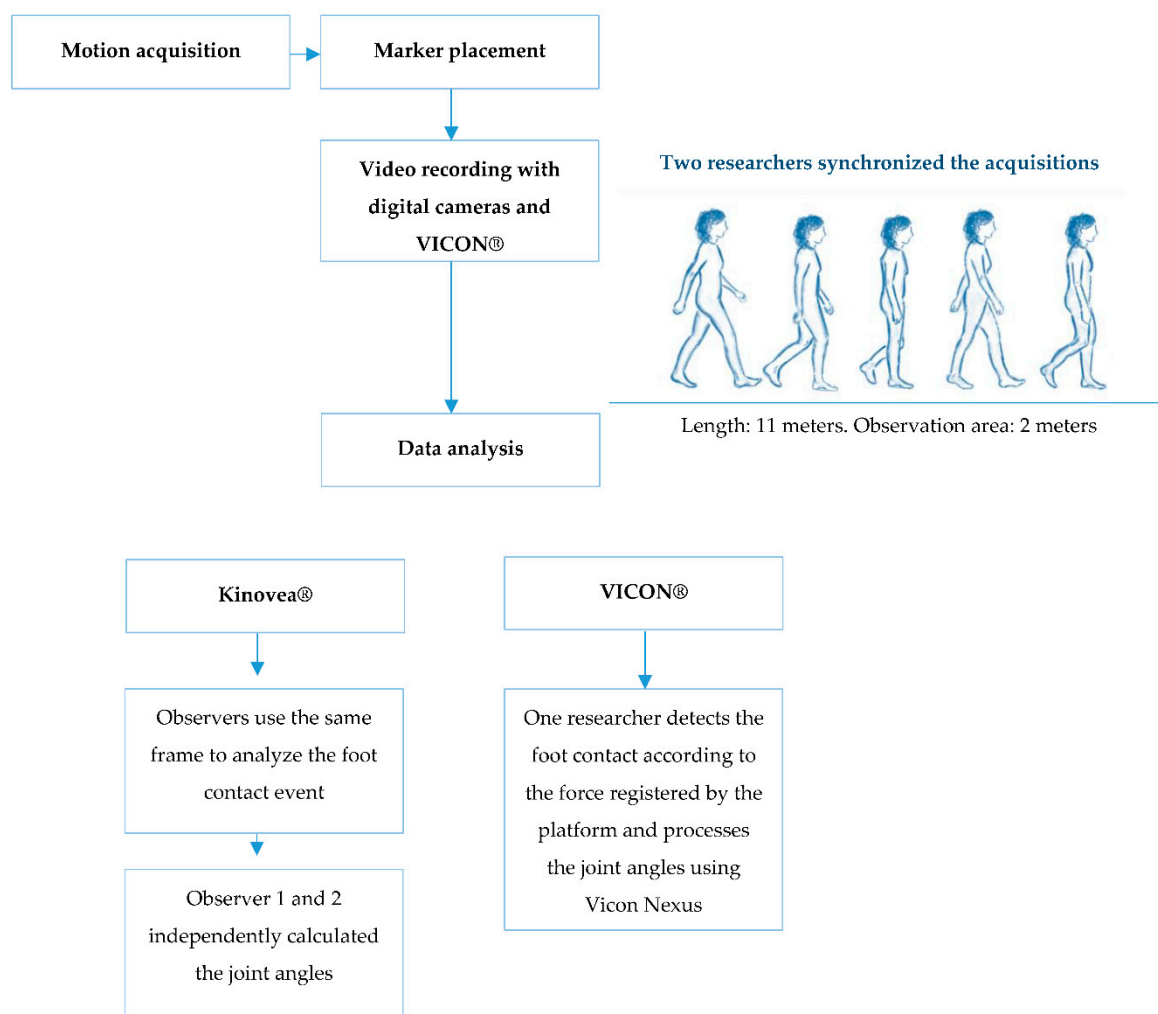 Motion acquisition
Marker placement
Video recording with
digital cameras and
VICON®
Two researchers synchronized the acquisitions
Length: 11 meters. Observation area: 2 meters
Data analysis
Kinovea®
Observers use the same
frame to analyze the foot
contact event
Observer 1 and 2
independently calculated
the joint angles
VICON®
One researcher detects the
foot contact according to
the force registered by the
platform and processes
the joint angles using
Vicon Nexus